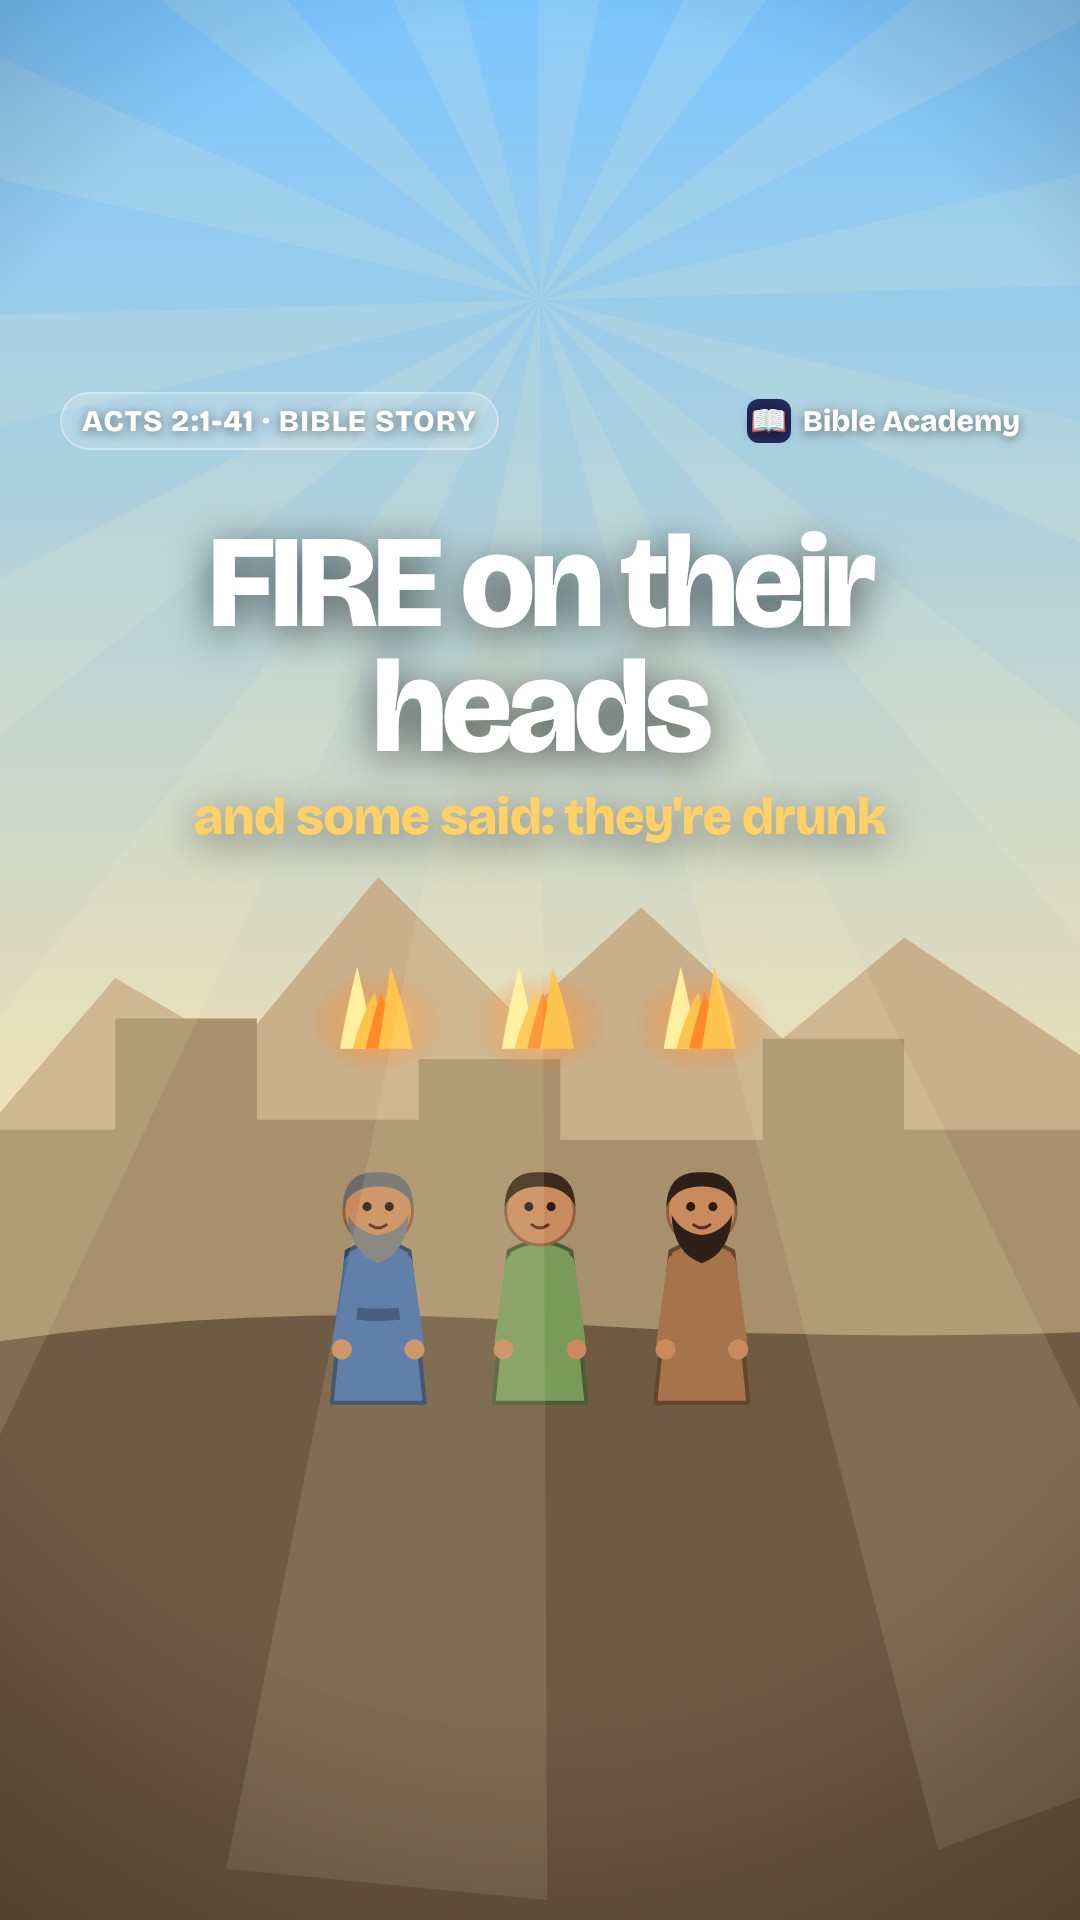 ACTS 2:1-41 · BIBLE STORY
Bible Academy
FIRE on their
heads
and some said: they're drunk